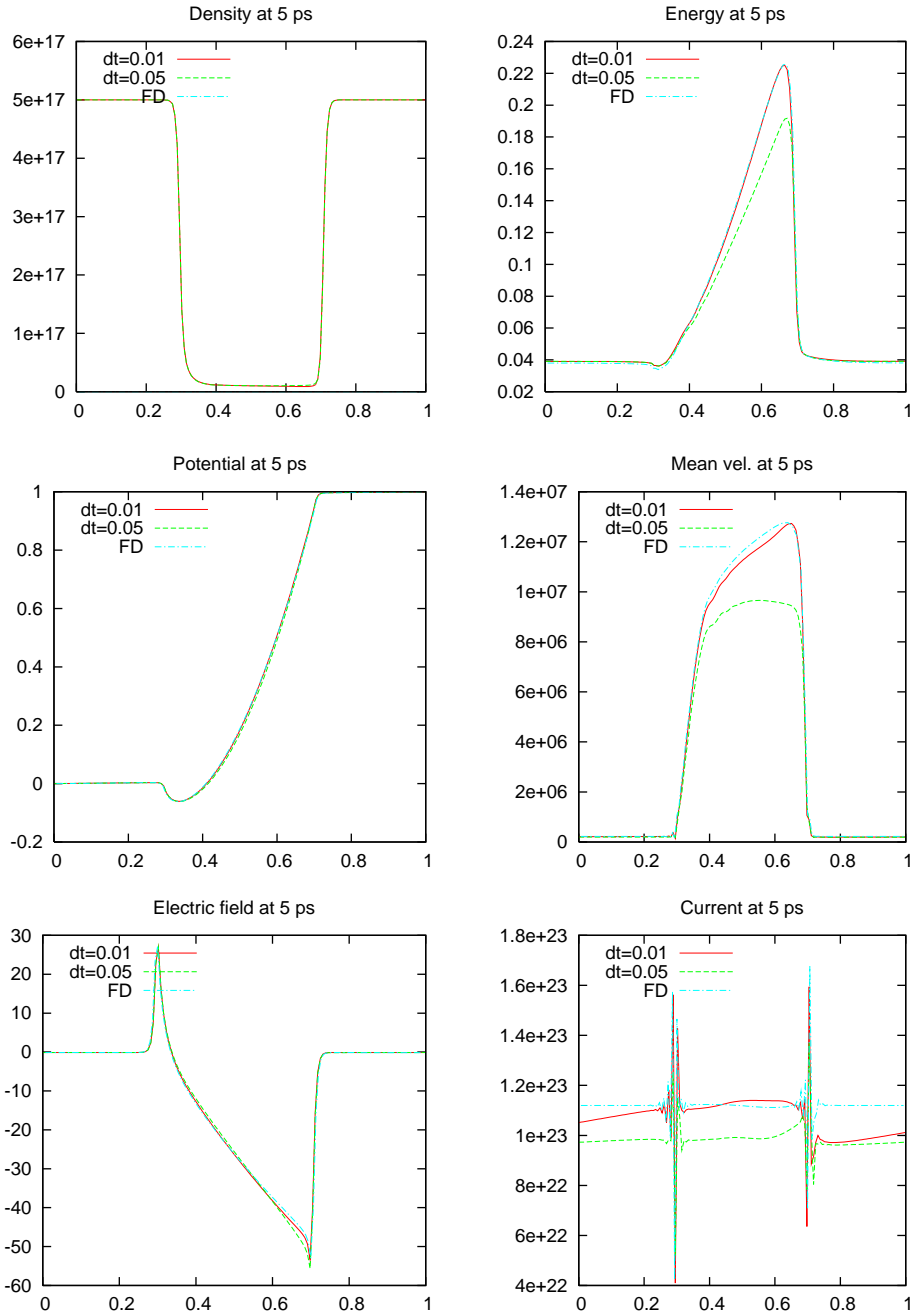 Density at 5 ps
6e+17
5e+17
4e+17
3e+17
2e+17
1e+17
0
0 0.2 0.4 0.6 0.8 1
dt=0.01
dt=0.05
FD
Energy at 5 ps
0.24
0.22
0.2
0.18
0.16
0.14
0.12
0.1
0.08
0.06
0.04
0.02
0 0.2 0.4 0.6 0.8 1
dt=0.01
dt=0.05
FD
Potential at 5 ps
1
0.8
0.6
0.4
0.2
0
-0.2
0 0.2 0.4 0.6 0.8 1
dt=0.01
dt=0.05
FD
Mean vel. at 5 ps
1.4e+07
1.2e+07
1e+07
8e+06
6e+06
4e+06
2e+06
0
0 0.2 0.4 0.6 0.8 1
dt=0.01
dt=0.05
FD
Electric field at 5 ps
30
20
10
0
-10
-20
-30
-40
-50
-60
0 0.2 0.4 0.6 0.8 1
dt=0.01
dt=0.05
FD
Current at 5 ps
1.8e+23
1.6e+23
1.4e+23
1.2e+23
1e+23
8e+22
6e+22
4e+22
0 0.2 0.4 0.6 0.8 1
dt=0.01
dt=0.05
FD